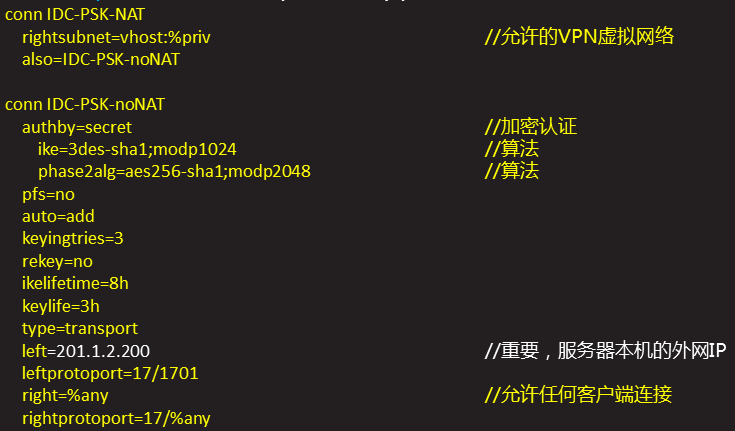 conn IDC-PSK-NAT
rightsubnet=vhost:%priv //允许的VPN虚拟网络
also=IDC-PSK-noNAT
conn IDC-PSK-noNAT
authby=secret //加密认证
ike=3des-sha1;modp1024 //算法
phase2alg=aes256-sha1;modp2048 //算法
pfs=no
auto=add
keyingtries=3
rekey=no
ikelifetime=8h
keylife=3h
type=transport
left=201.1.2.200 //重要，服务器本机的外网IP
leftprotoport=17/1701
right=%any //允许任何客户端连接
rightprotoport=17/%any